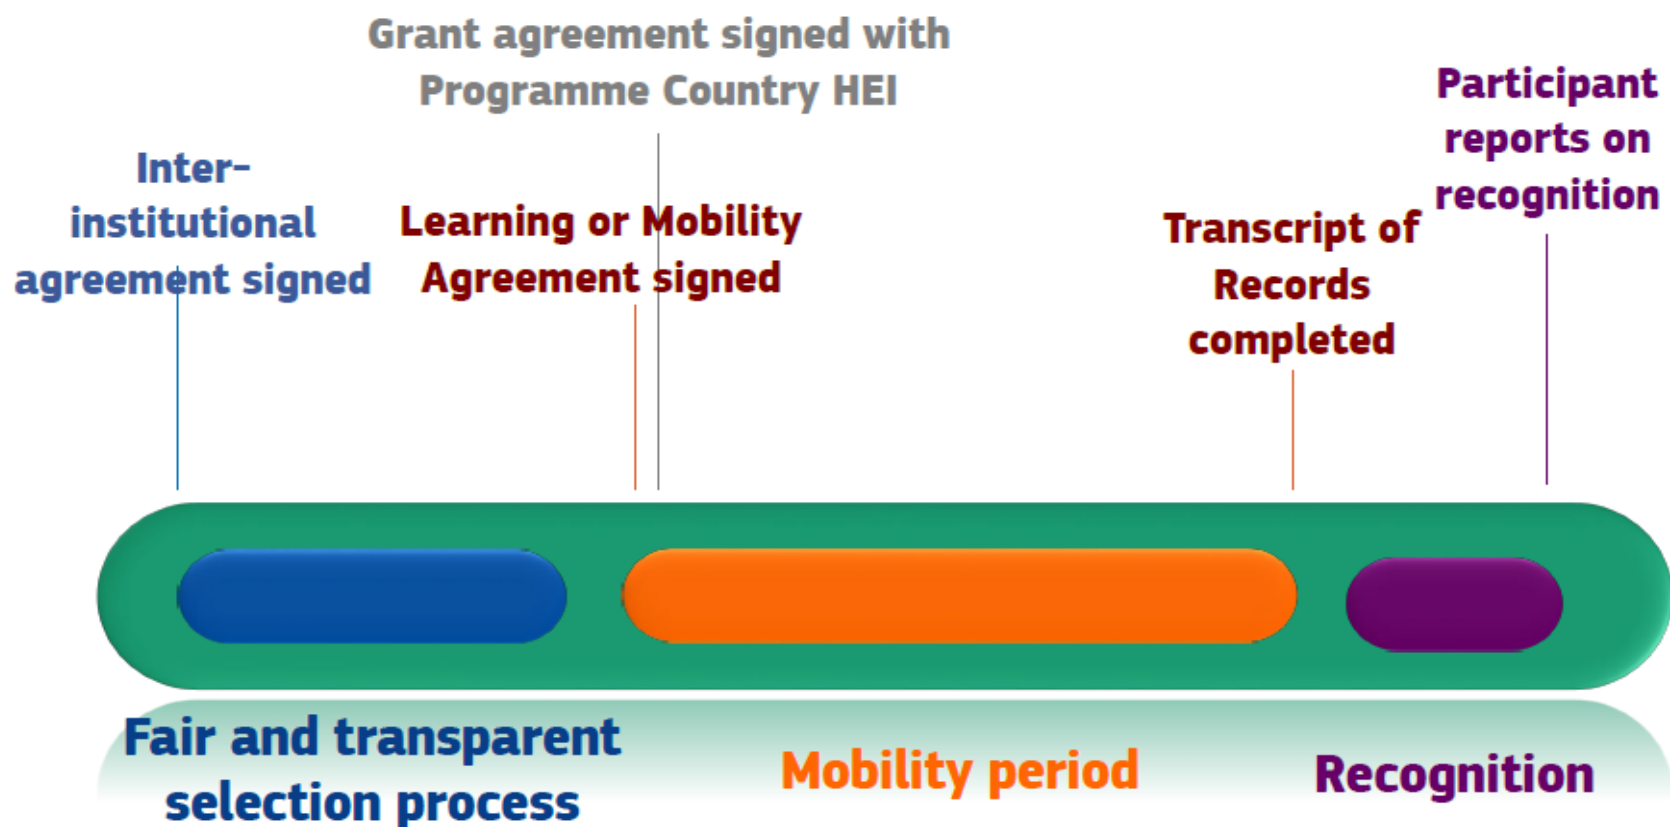 Grant agreement signed with
Programme Country HEI
Inter-
institutional
agreement signed
Learning or Mobility
Agreement signed
Transcript of
Records
completed
Participant
reports on
recognition
Fair and transparent
selection process
Mobility period
Recognition